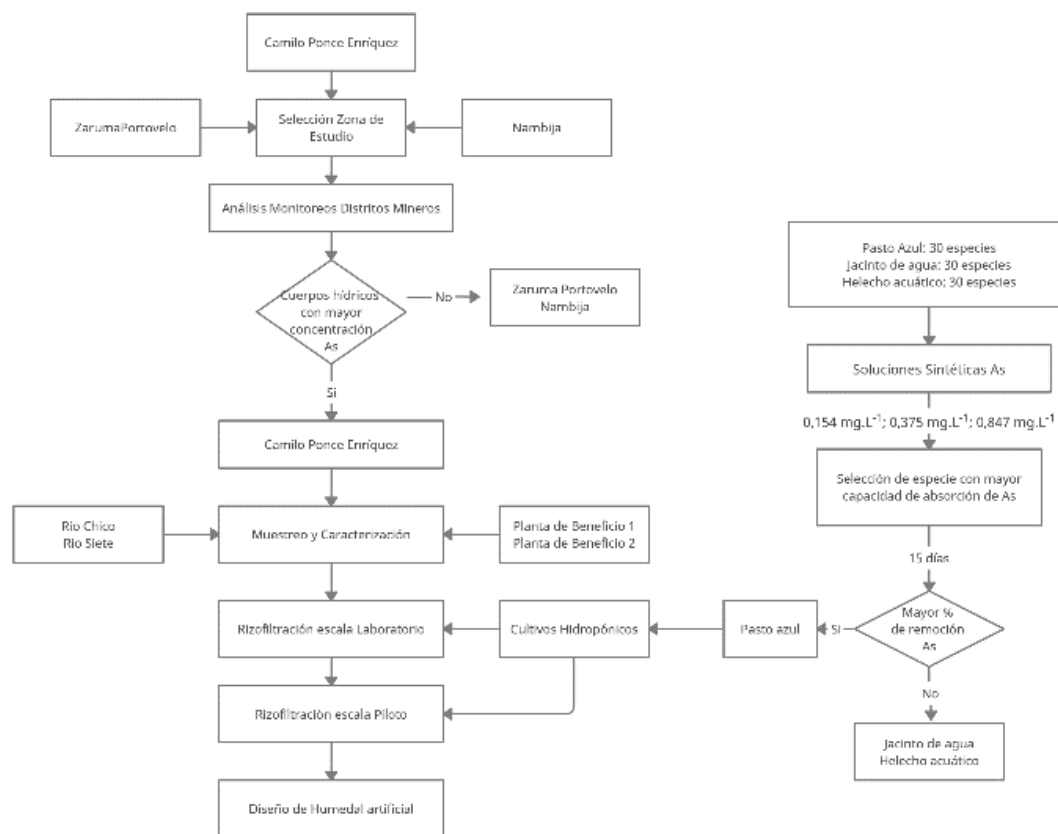 Camilo Ponce Enríquez
ZarumaPortovelo
Selección Zona de
Estudio
Nambija
Análisis Monitoreos Distritos Mineros
Cuerpos hídricos
con mayor
concentración
As
No
Zaruma Portovelo
Nambija
Si
Camilo Ponce Enríquez
Rio Chico
Rio Siete
Muestreo y Caracterización
Planta de Beneficio 1
Planta de Beneficio 2
Rizofiltración escala Laboratorio
Cultivos Hidropónicos
Rizofiltración escala Piloto
Diseño de Humedal artificial
Pasto Azul: 30 especies
Jacinto de agua: 30 especies
Helecho acuático: 30 especies
Soluciones Sintéticas As
0,154 mg.L⁻¹; 0,375 mg.L⁻¹; 0,847 mg.L⁻¹
Selección de especie con mayor
capacidad de absorción de As
15 días
Mayor %
de remoción
As
Si
Pasto azul
No
Jacinto de agua
Helecho acuático